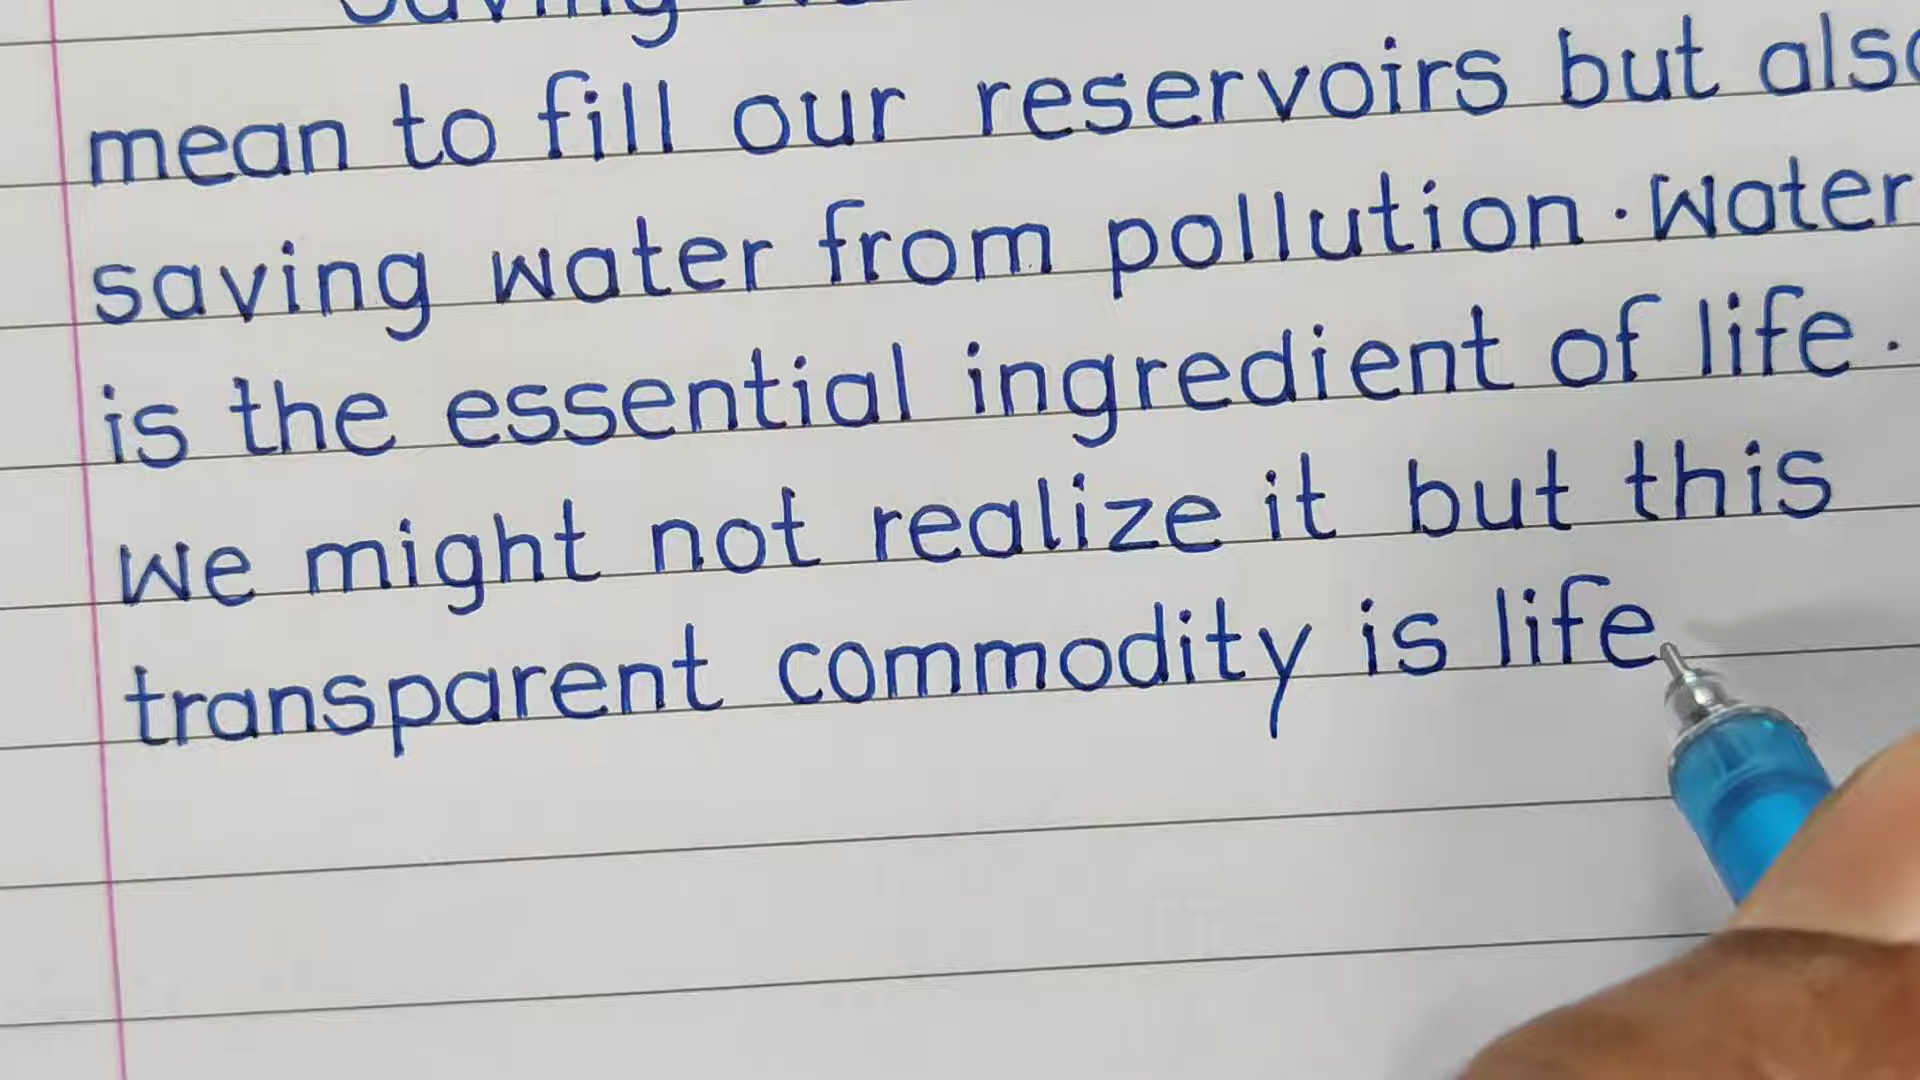 Saving
mean to fill our reservoirs but also
saving water from pollution. Water
is the essential ingredient of life.
We might not realize it but this
transparent commodity is life